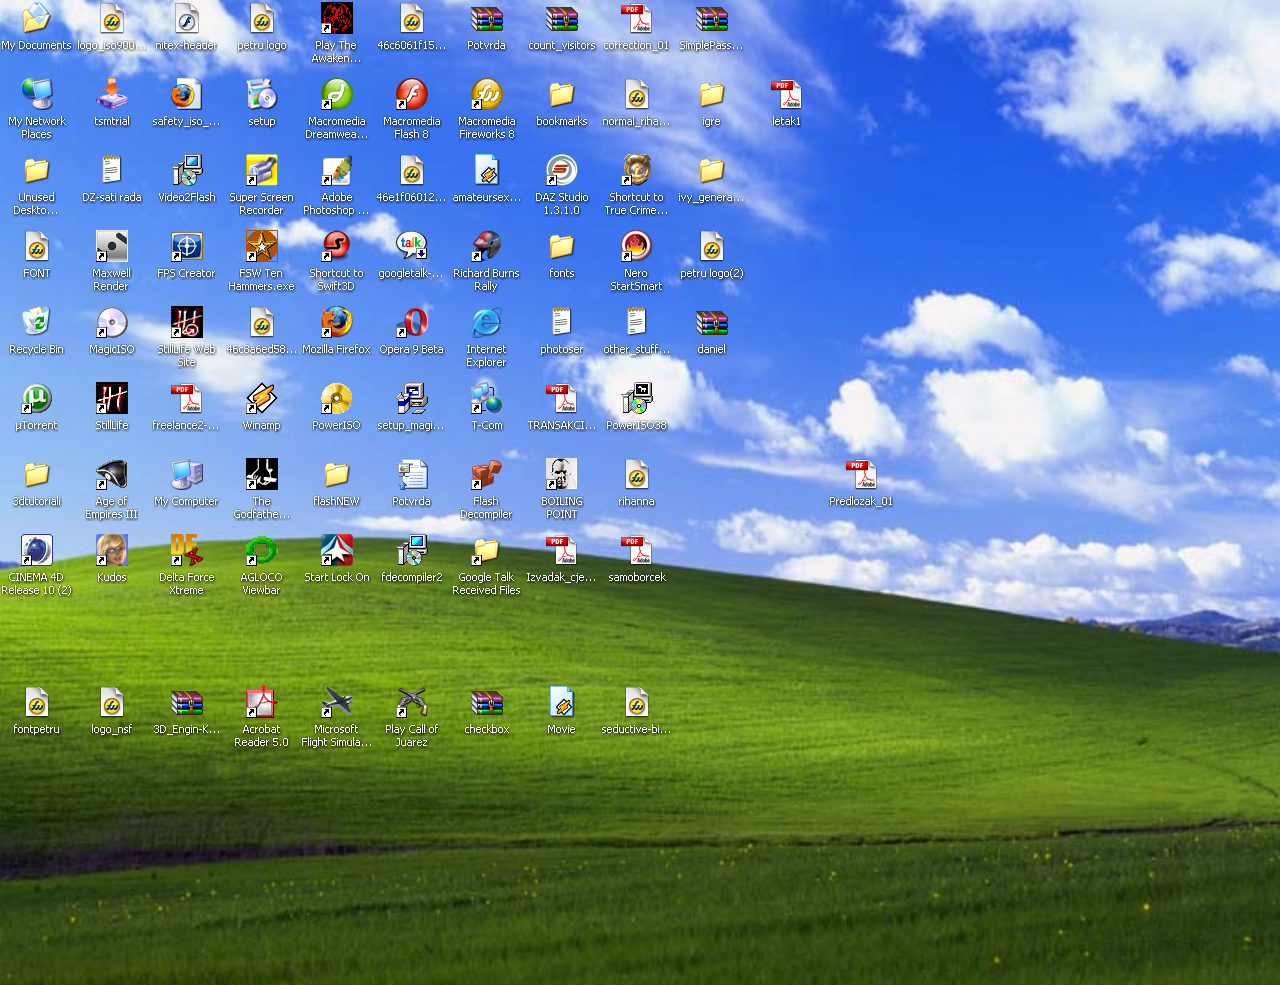 My Documents
logo_iso900...
nitex-header
petru logo
Play The
Awaken...
46c6061f15...
Potvrda
count_visitors
correction_01
SimplePass...
My Network
Places
tsmtrial
safety_iso_...
setup
Macromedia
Dreamwea...
Macromedia
Flash 8
Macromedia
Fireworks 8
bookmarks
normal_riha...
igre
letak1
Unused
Deskto...
DZ-sati rada
Video2Flash
Super Screen
Recorder
Adobe
Photoshop ...
46e1f06012...
amateursex...
DAZ Studio
1.3.1.0
Shortcut to
True Crime...
ivy_genera...
FONT
Maxwell
Render
FPS Creator
FSW Ten
Hammers.exe
Shortcut to
Swift3D
talk
googletalk-...
Richard Burns
Rally
fonts
Nero
StartSmart
petru logo(2)
Recycle Bin
MagicISO
StillLife Web
Site
46c8a6ed58...
Mozilla Firefox
Opera 9 Beta
Internet
Explorer
photoser
other_stuff...
daniel
µTorrent
StillLife
freelance2-...
Winamp
PowerISO
setup_magi...
T-Com
TRANSAKCI...
PowerISO38
3dtutoriali
Age of
Empires III
My Computer
The
Godfathe...
flashNEW
Potvrda
Flash
Decompiler
BOILING
POINT
rihanna
Predlozak_01
CINEMA 4D
Release 10 (2)
Kudos
Delta Force
Xtreme
AGLOCO
Viewbar
Start Lock On
fdecompiler2
Google Talk
Received Files
Izvadak_cje...
samoborcek
fontpetru
logo_nsf
3D_Engin-K...
Acrobat
Reader 5.0
Microsoft
Flight Simula...
Play Call of
Juarez
checkbox
Movie
seductive-bi...